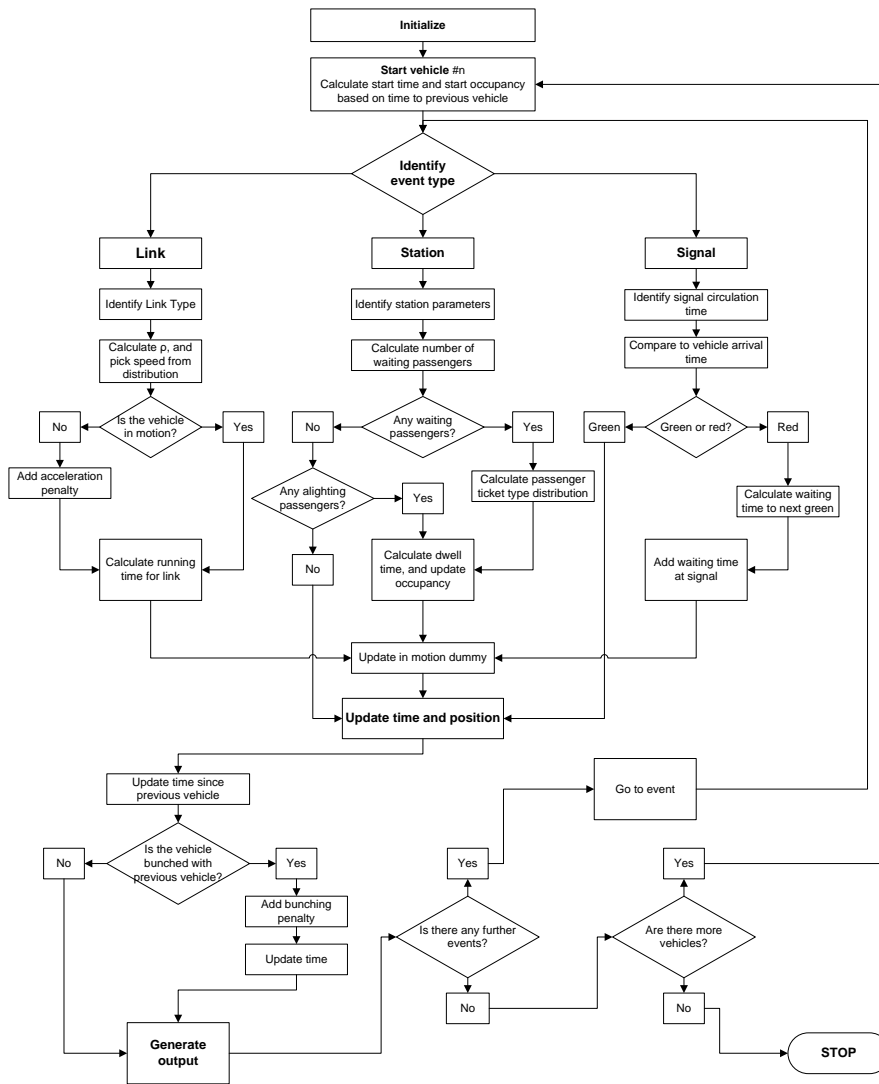 Initialize
Start vehicle #n
Calculate start time and start occupancy
based on time to previous vehicle
Identify
event type
Link
Station
Signal
Identify Link Type
Identify station parameters
Identify signal circulation
time
Calculate ρ, and
pick speed from
distribution
Calculate number of
waiting passengers
Compare to vehicle arrival
time
No
Is the vehicle
in motion?
Yes
No
Any waiting
passengers?
Yes
Green
Green or red?
Red
Add acceleration
penalty
Any alighting
passengers?
Yes
Calculate passenger
ticket type distribution
Calculate waiting
time to next green
Calculate running
time for link
No
Calculate dwell
time, and update
occupancy
Add waiting time
at signal
Update in motion dummy
Update time and position
Update time since
previous vehicle
Go to event
No
Is the vehicle
bunched with
previous vehicle?
Yes
Yes
Yes
Add bunching
penalty
Is there any further
events?
Are there more
vehicles?
Update time
No
No
Generate
output
STOP